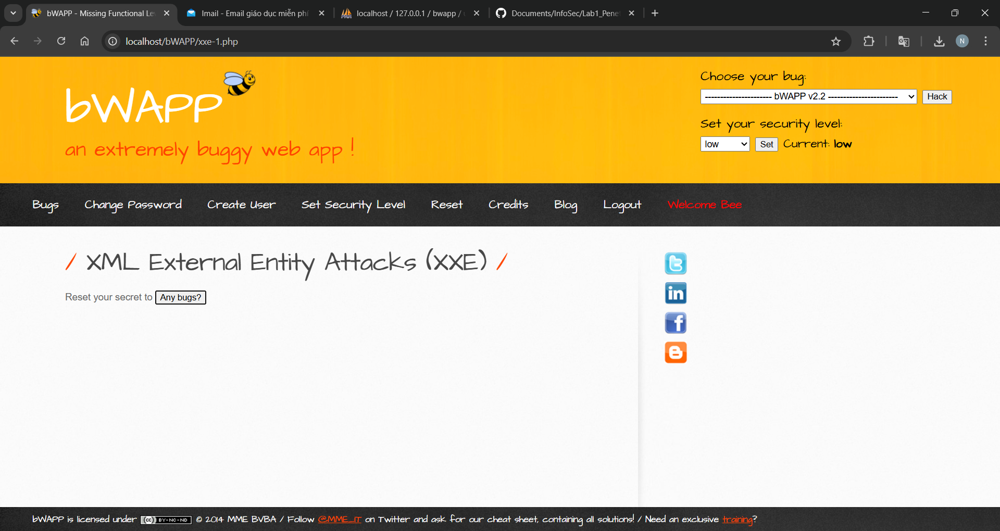 bWAPP - Missing Functional Le
Imail - Email giáo dục miễn phí
localhost / 127.0.0.1 / bwapp /
Documents/InfoSec/Lab1_Pene
localhost/bWAPP/xxe-1.php
N
bWAPP
an extremely buggy web app !
Choose your bug:
---------------------- bWAPP v2.2 -----------------------
Hack
Set your security level:
low
Set
Current: low
Bugs
Change Password
Create User
Set Security Level
Reset
Credits
Blog
Logout
Welcome Bee
/ XML External Entity Attacks (XXE) /
Reset your secret to Any bugs?
bWAPP is licensed under (cc) BY-NC-ND © 2014 MME BVBA / Follow @MME_IT on Twitter and ask for our cheat sheet, containing all solutions! / Need an exclusive training?